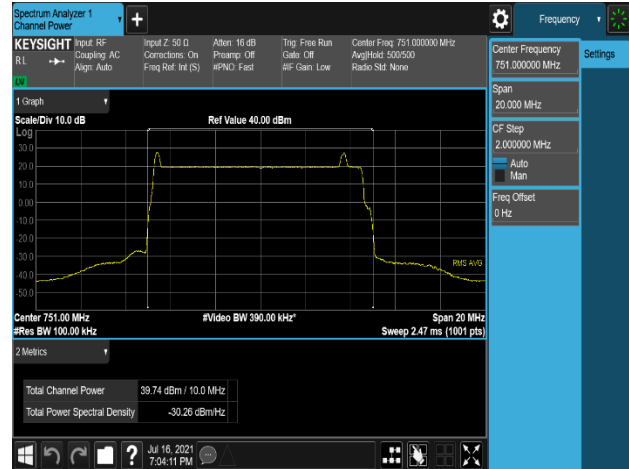 Spectrum Analyzer 1
Channel Power
+
Frequency
KEYSIGHT
R L
LXI
Input: RF
Coupling: AC
Align: Auto
Input Z: 50 Ω
Corrections: On
Freq Ref: Int (S)
Atten: 16 dB
Preamp: Off
#PNO: Fast
Trig: Free Run
Gate: Off
#IF Gain: Low
Center Freq: 751.000000 MHz
Avg|Hold: 500/500
Radio Std: None
Center Frequency
751.000000 MHz
Settings
Span
20.000 MHz
CF Step
2.000000 MHz
Auto
Man
Freq Offset
0 Hz
1 Graph
Scale/Div 10.0 dB
Ref Value 40.00 dBm
Log
30.0
20.0
10.0
0.00
-10.0
-20.0
-30.0
-40.0
-50.0
RMS AVG
Center 751.00 MHz
#Video BW 390.00 kHz*
Span 20 MHz
#Res BW 100.00 kHz
Sweep 2.47 ms (1001 pts)
2 Metrics
Total Channel Power 39.74 dBm / 10.0 MHz
Total Power Spectral Density -30.26 dBm/Hz
?
Jul 16, 2021
7:04:11 PM